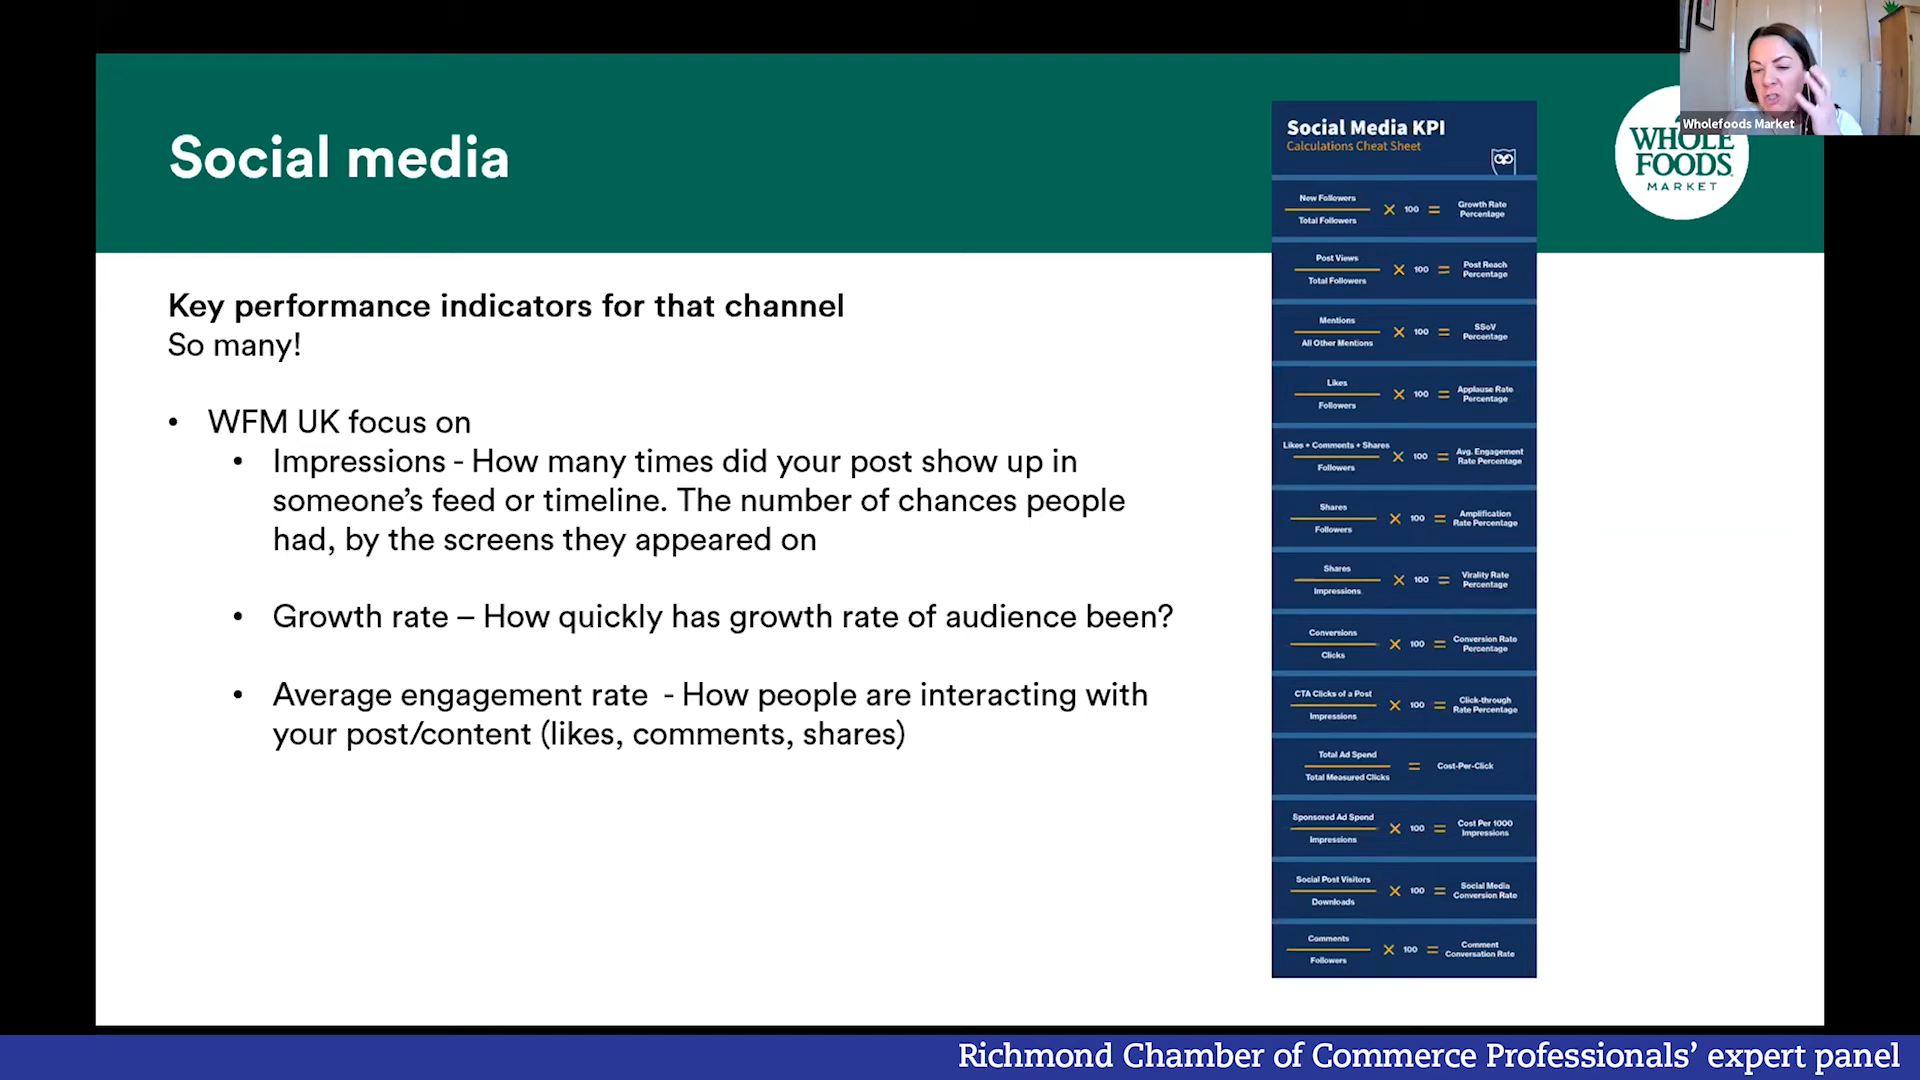 Social media
Key performance indicators for that channel
So many!
• WFM UK focus on
• Impressions - How many times did your post show up in
someone’s feed or timeline. The number of chances people
had, by the screens they appeared on
• Growth rate – How quickly has growth rate of audience been?
• Average engagement rate - How people are interacting with
your post/content (likes, comments, shares)
Social Media KPI
Calculations Cheat Sheet
New Followers
Total Followers
× 100 =
Growth Rate
Percentage
Post Views
Total Followers
× 100 =
Post Reach
Percentage
Mentions
All Other Mentions
× 100 =
SSoV
Percentage
Likes
Followers
× 100 =
Applause Rate
Percentage
Likes + Comments + Shares
Followers
× 100 =
Avg. Engagement
Rate Percentage
Shares
Followers
× 100 =
Amplification
Rate Percentage
Shares
Impressions
× 100 =
Virality Rate
Percentage
Conversions
Clicks
× 100 =
Conversion Rate
Percentage
CTA Clicks of a Post
Impressions
× 100 =
Click-through
Rate Percentage
Total Ad Spend
Total Measured Clicks
=
Cost-Per-Click
Sponsored Ad Spend
Impressions
× 100 =
Cost Per 1000
Impressions
Social Post Visitors
Downloads
× 100 =
Social Media
Conversion Rate
Comments
Followers
× 100 =
Comment
Conversation Rate
Wholefoods Market
WHOLE
FOODS
MARKET
Richmond Chamber of Commerce Professionals’ expert panel